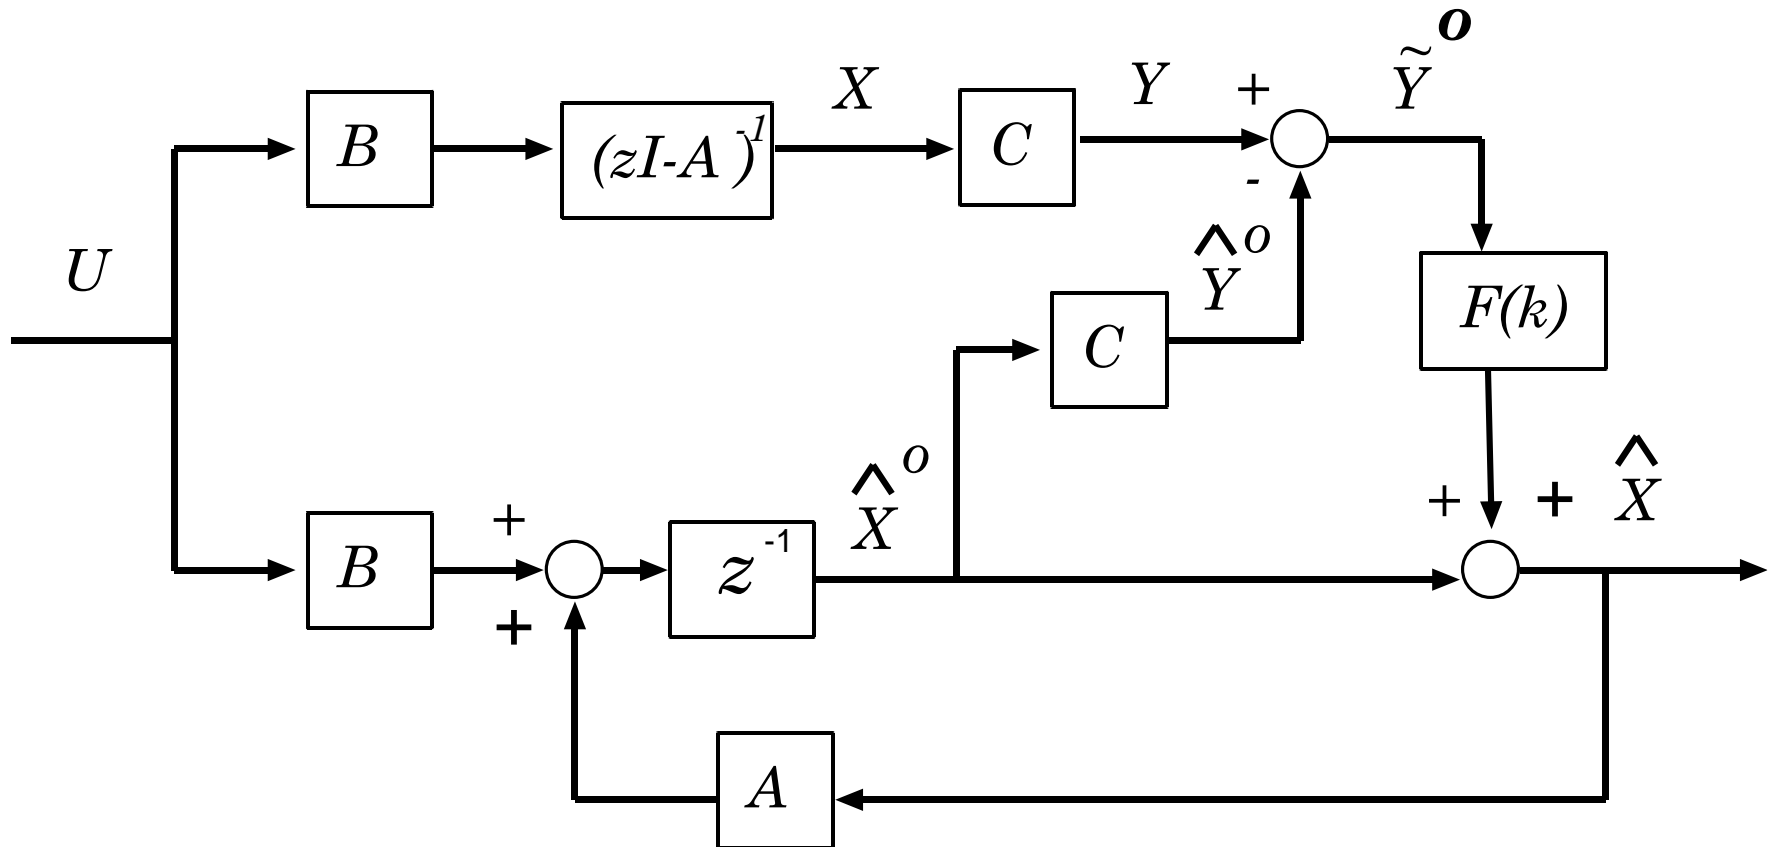 X
Y
+
Ỹ^o
B
(zI-A)^-1
C
-
U
Ŷ^o
F(k)
C
X̂^o
+
+
X̂
B
+
+
z^-1
A